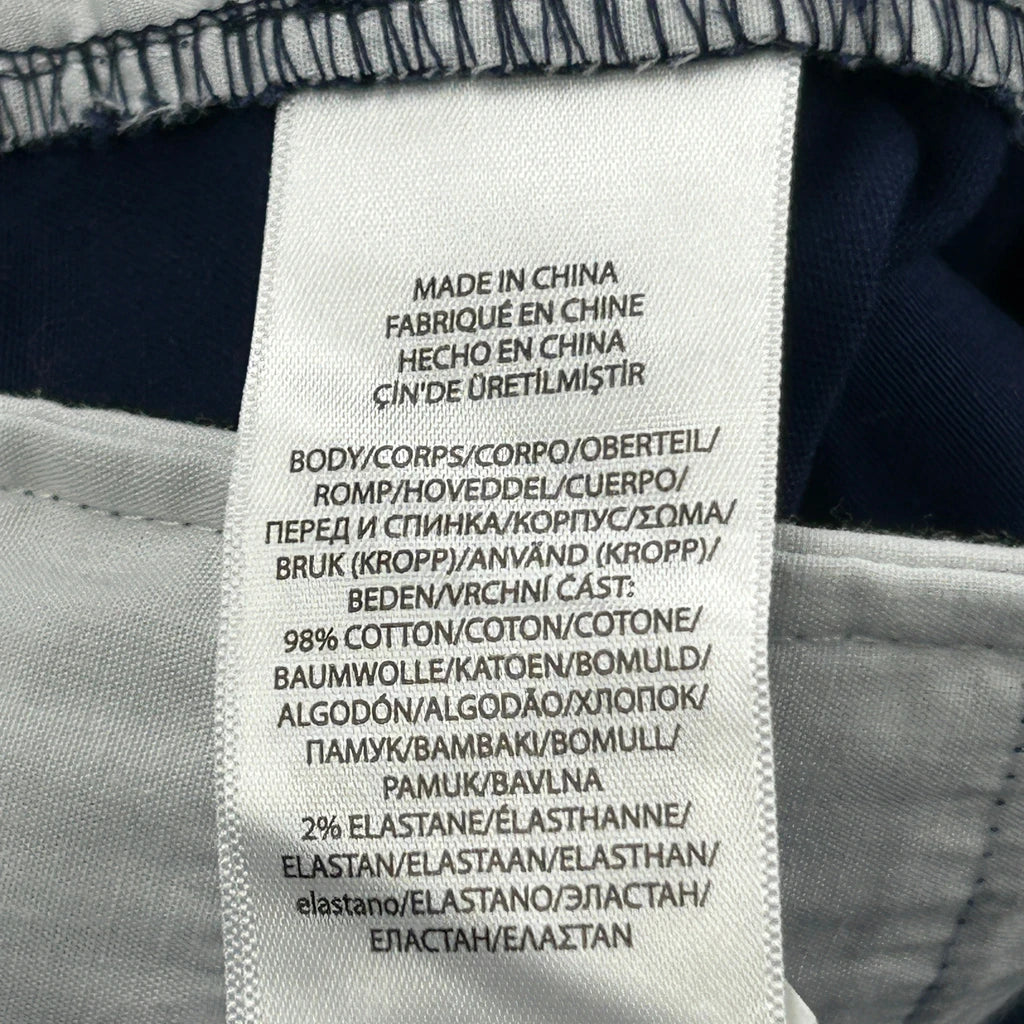 MADE IN CHINA
FABRIQUÉ EN CHINE
HECHO EN CHINA
ÇİN'DE ÜRETİLMİŞTİR
BODY/CORPS/CORPO/OBERTEIL/
ROMP/HOVEDDEL/CUERPO/
ПЕРЕД И СПИНКА/КОРПУС/ΣΩΜΑ/
BRUK (KROPP)/ANVÄND (KROPP)/
BEDEN/VRCHNÍ ČÁST:
98% COTTON/COTON/COTONE/
BAUMWOLLE/KATOEN/BOMULD/
ALGODÓN/ALGODÃO/ХЛОПОК/
ПАМУК/ΒΑΜΒΑΚΙ/BOMULL/
PAMUK/BAVLNA
2% ELASTANE/ÉLASTHANNE/
ELASTAN/ELASTAAN/ELASTHAN/
elastano/ELASTANO/ЭЛАСТАН/
ЕЛАСТАН/ΕΛΑΣΤΑΝ